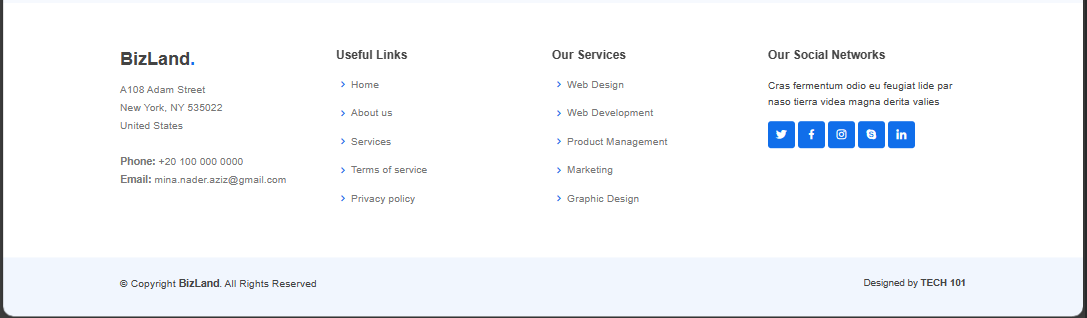 BizLand.
A108 Adam Street
New York, NY 535022
United States
Phone: +20 100 000 0000
Email: mina.nader.aziz@gmail.com
Useful Links
Home
About us
Services
Terms of service
Privacy policy
Our Services
Web Design
Web Development
Product Management
Marketing
Graphic Design
Our Social Networks
Cras fermentum odio eu feugiat lide par
naso tierra videa magna derita valies
© Copyright BizLand. All Rights Reserved
Designed by TECH 101